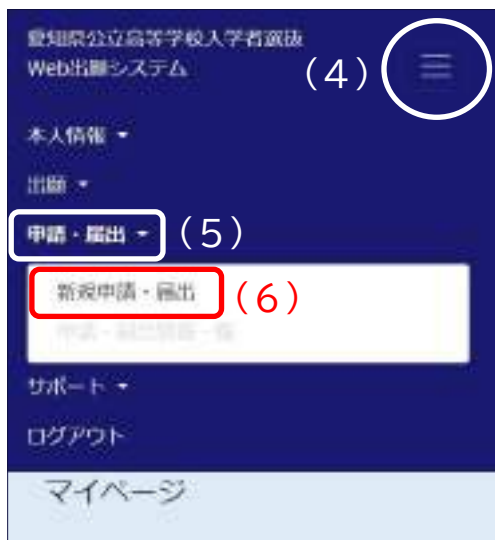 愛知県公立高等学校入学者選抜
Web出願システム
(4)
本人情報
出願
申請・届出
(5)
新規申請・届出
(6)
サポート
ログアウト
マイページ